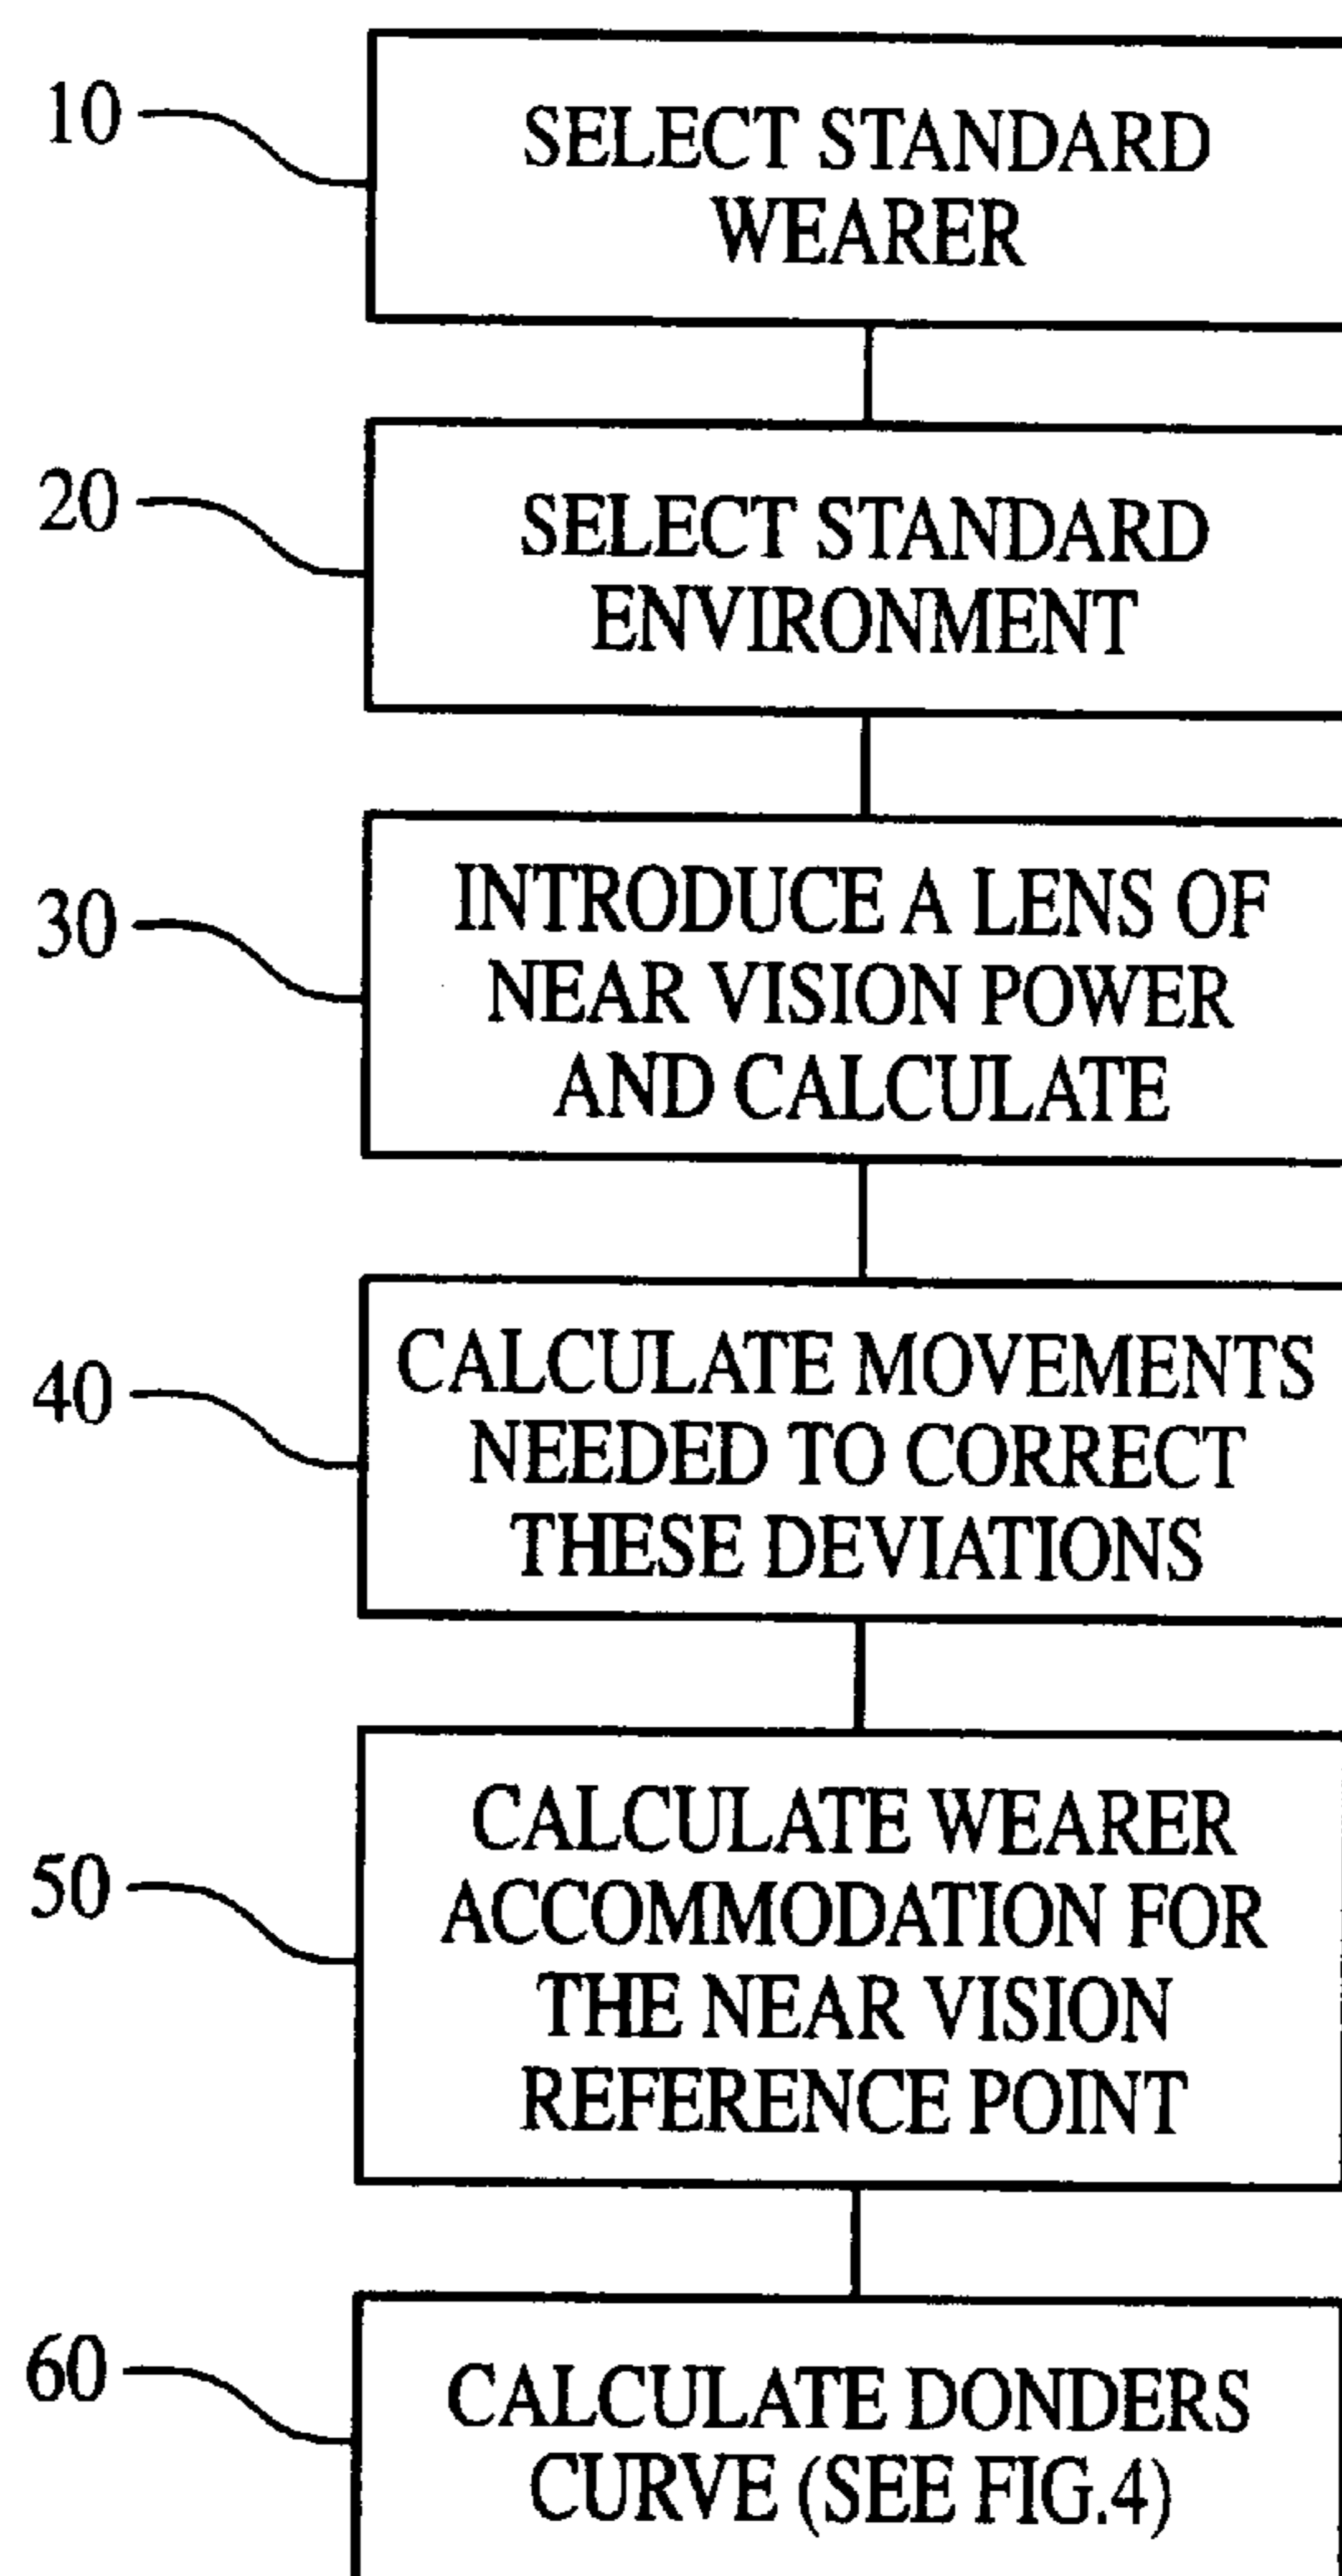 10
SELECT STANDARD
WEARER
20
SELECT STANDARD
ENVIRONMENT
30
INTRODUCE A LENS OF
NEAR VISION POWER
AND CALCULATE
40
CALCULATE MOVEMENTS
NEEDED TO CORRECT
THESE DEVIATIONS
50
CALCULATE WEARER
ACCOMMODATION FOR
THE NEAR VISION
REFERENCE POINT
60
CALCULATE DONDERS
CURVE (SEE FIG.4)